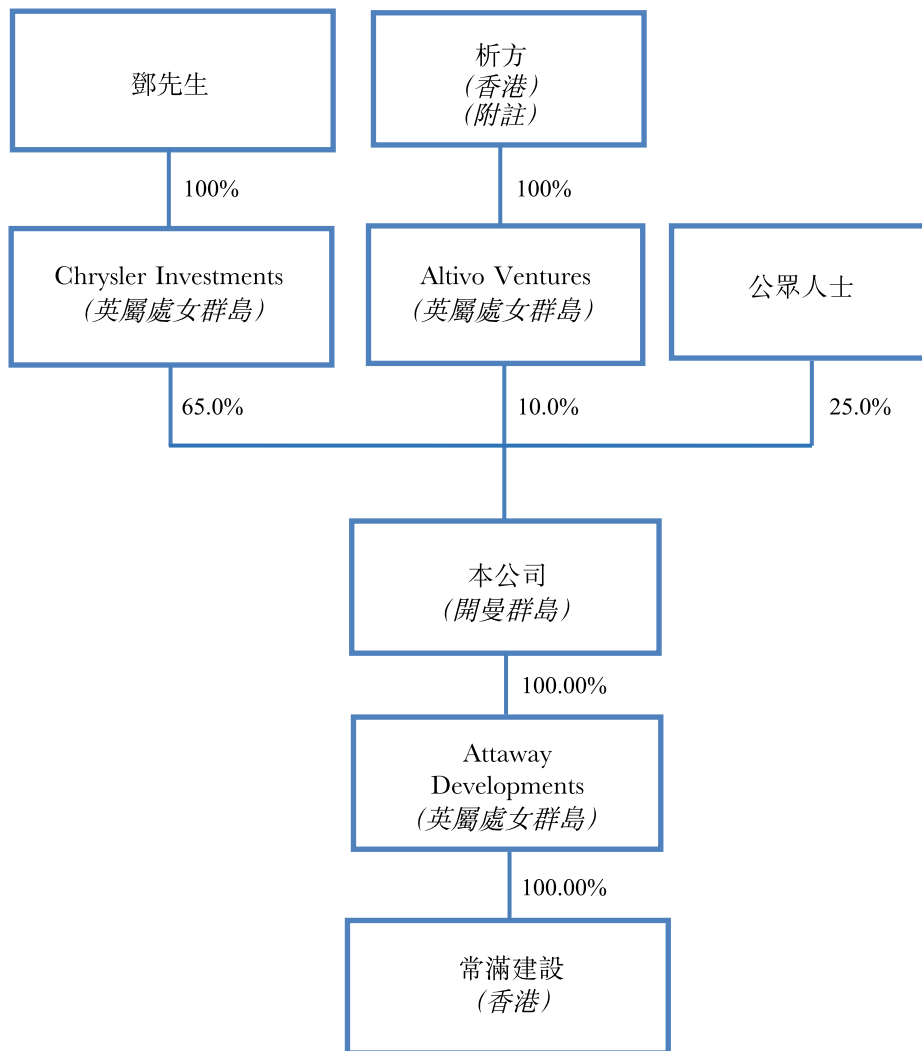 鄧先生
析方
(香港)
(附註)
100%
100%
Chrysler Investments
(英屬處女群島)
Altivo Ventures
(英屬處女群島)
公眾人士
65.0%
10.0%
25.0%
本公司
(開曼群島)
100.00%
Attaway
Developments
(英屬處女群島)
100.00%
常滿建設
(香港)